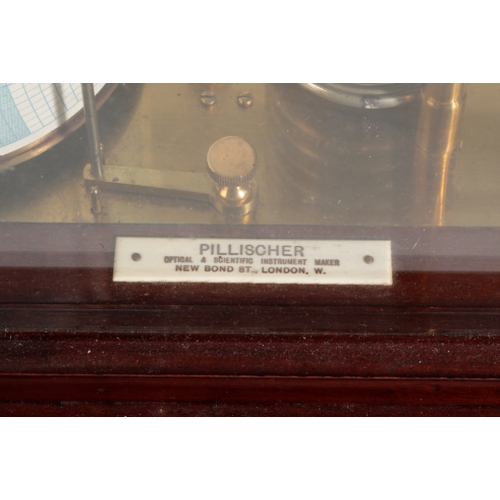 PILLISCHER
OPTICAL & SCIENTIFIC INSTRUMENT MAKER
NEW BOND ST., LONDON, W.